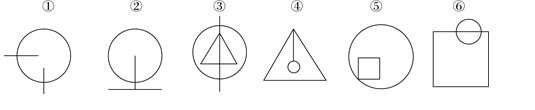 ① ② ③ ④ ⑤ ⑥